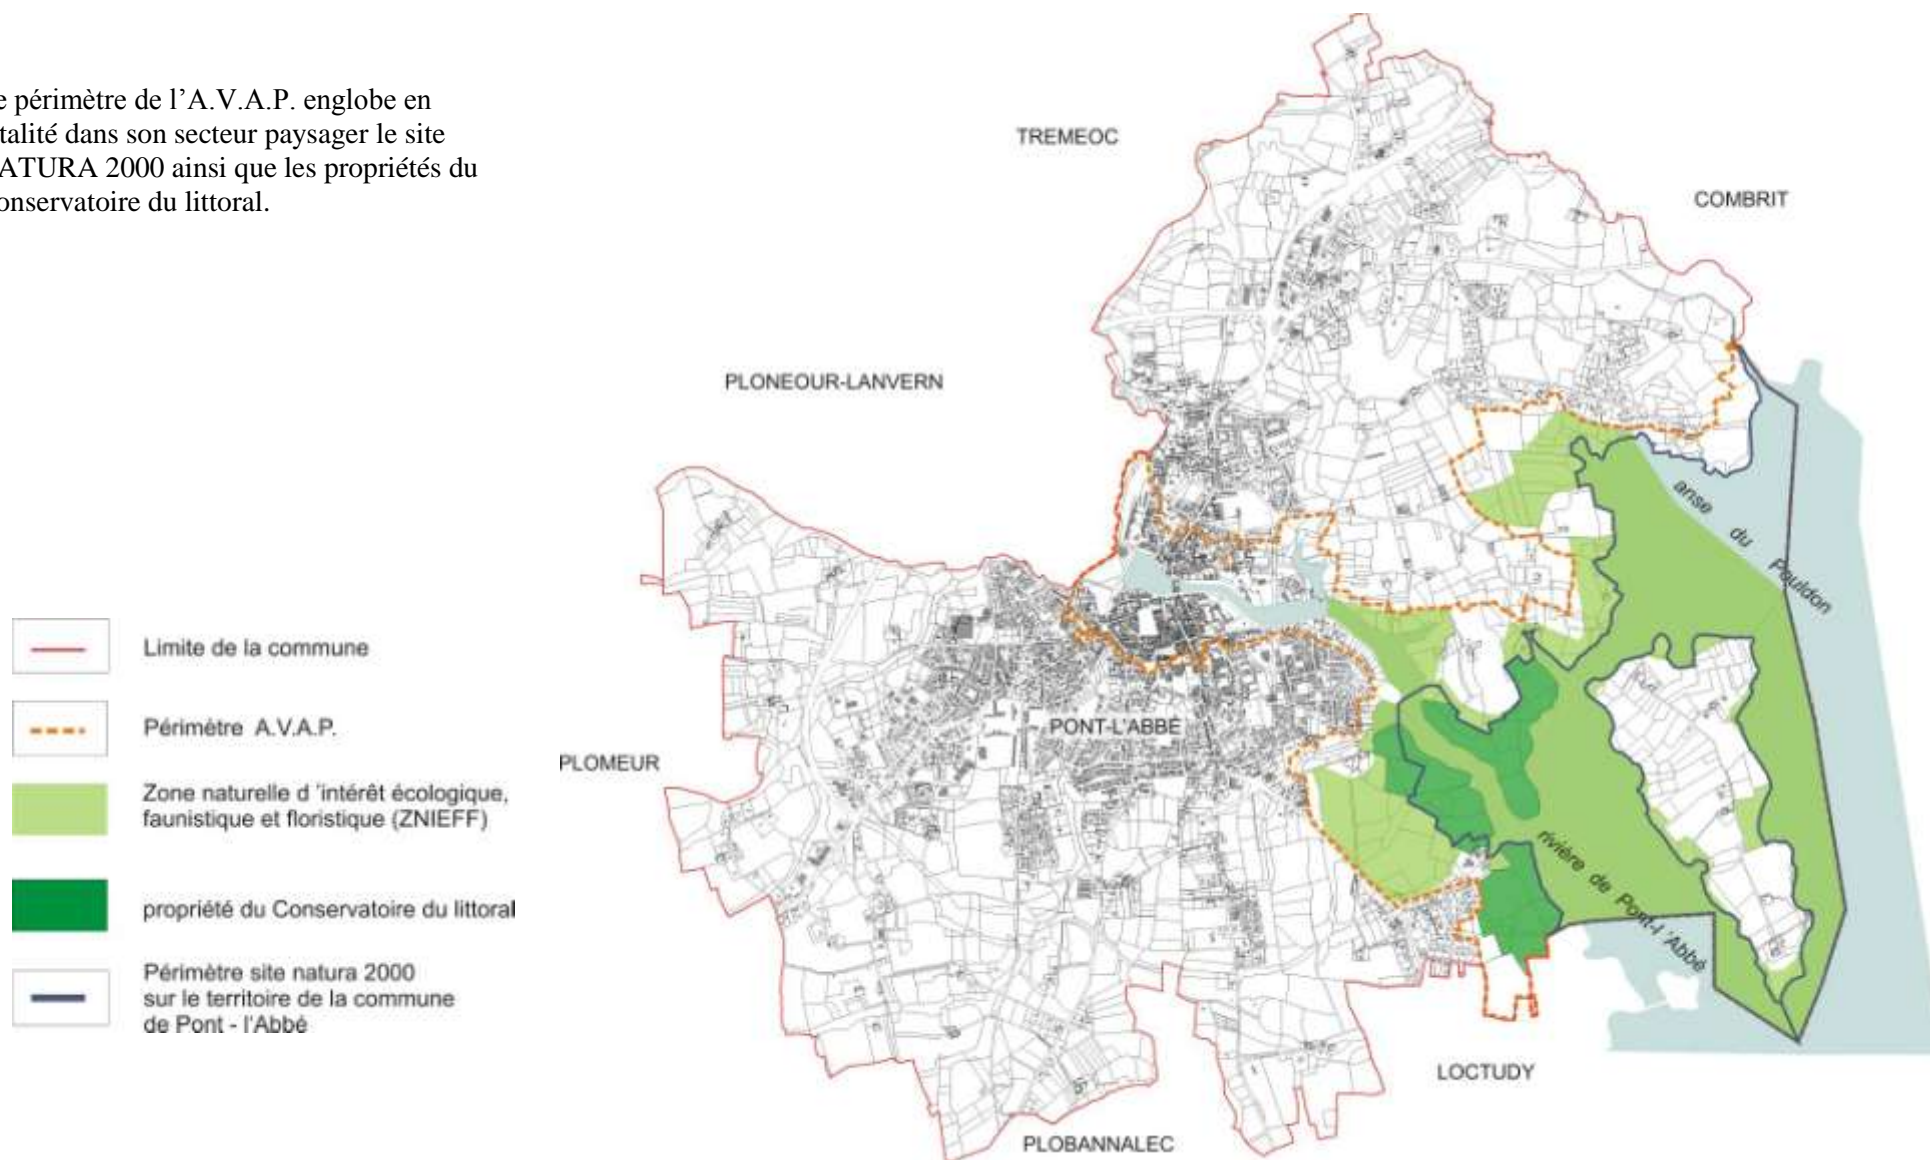 e périmètre de l’A.V.A.P. englobe en
talité dans son secteur paysager le site
ATURA 2000 ainsi que les propriétés du
onservatoire du littoral.
TREMEOC
COMBRIT
PLONEOUR-LANVERN
anse du Pouldon
PONT-L'ABBÉ
PLOMEUR
rivière de Pont-l 'Abbé
LOCTUDY
PLOBANNALEC
Limite de la commune
Périmètre A.V.A.P.
Zone naturelle d 'intérêt écologique,
faunistique et floristique (ZNIEFF)
propriété du Conservatoire du littoral
Périmètre site natura 2000
sur le territoire de la commune
de Pont - l'Abbé